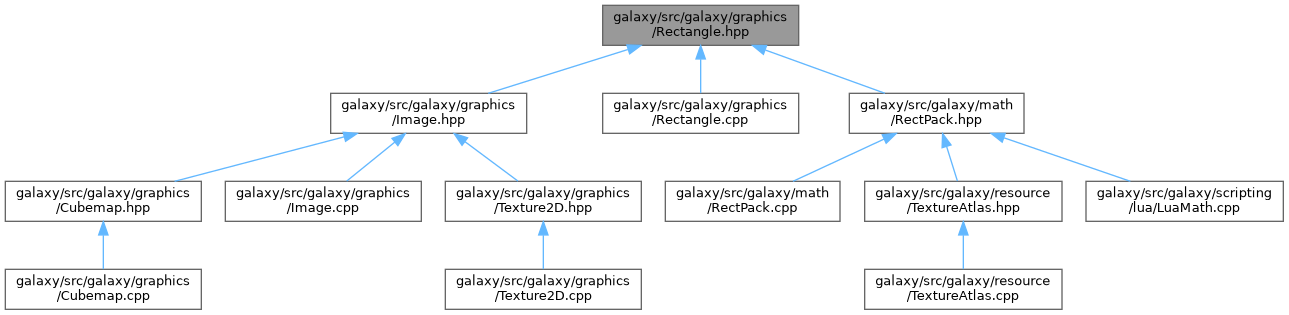 galaxy/src/galaxy/graphics
/Rectangle.hpp
galaxy/src/galaxy/graphics
/Image.hpp
galaxy/src/galaxy/graphics
/Rectangle.cpp
galaxy/src/galaxy/math
/RectPack.hpp
galaxy/src/galaxy/graphics
/Cubemap.hpp
galaxy/src/galaxy/graphics
/Image.cpp
galaxy/src/galaxy/graphics
/Texture2D.hpp
galaxy/src/galaxy/math
/RectPack.cpp
galaxy/src/galaxy/resource
/TextureAtlas.hpp
galaxy/src/galaxy/scripting
/lua/LuaMath.cpp
galaxy/src/galaxy/graphics
/Cubemap.cpp
galaxy/src/galaxy/graphics
/Texture2D.cpp
galaxy/src/galaxy/resource
/TextureAtlas.cpp